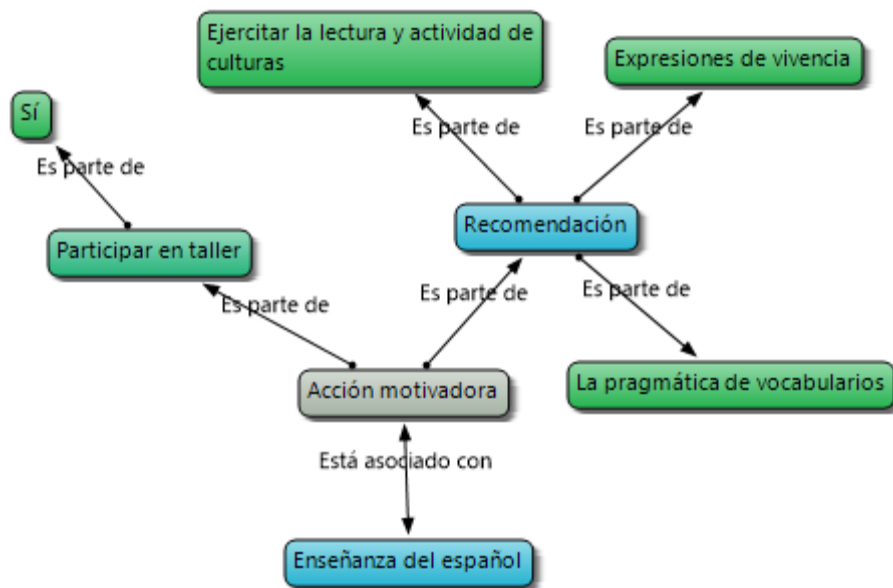 Ejercitar la lectura y actividad de
culturas
Expresiones de vivencia
Sí
Es parte de
Es parte de
Es parte de
Recomendación
Participar en taller
Es parte de
Es parte de
Es parte de
Acción motivadora
La pragmática de vocabularios
Está asociado con
Enseñanza del español